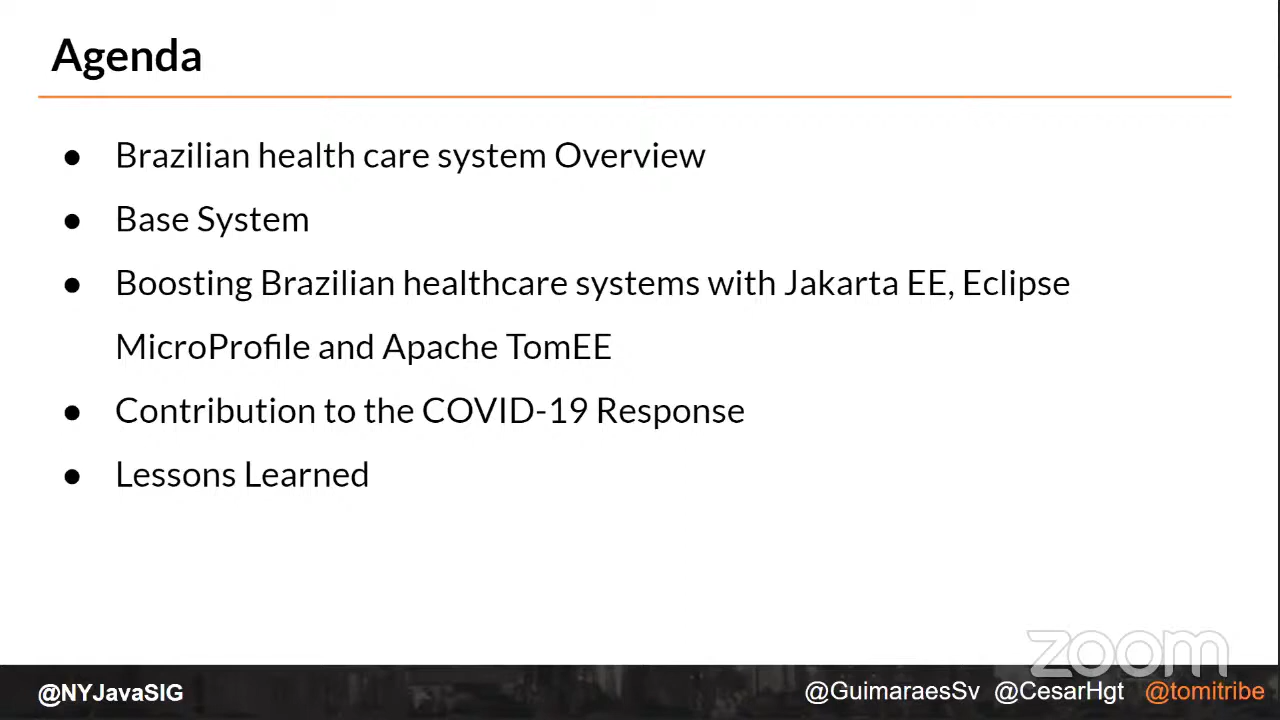 Agenda
● Brazilian health care system Overview
● Base System
● Boosting Brazilian healthcare systems with Jakarta EE, Eclipse
MicroProfile and Apache TomEE
● Contribution to the COVID-19 Response
● Lessons Learned
zoom
@NYJavaSIG
@GuimaraesSv @CesarHgt @tomitribe